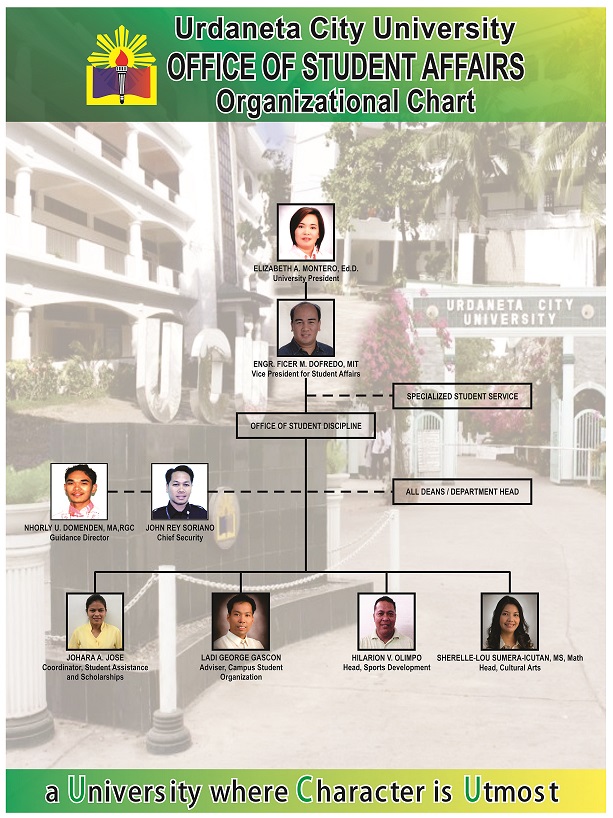 Urdaneta City University
OFFICE OF STUDENT AFFAIRS
Organizational Chart
ELIZABETH A. MONTERO, Ed.D.
University President
URDANETA CITY
UNIVERSITY
ENGR. FICER M. DOFREDO, MIT
Vice President for Student Affairs
SPECIALIZED STUDENT SERVICE
OFFICE OF STUDENT DISCIPLINE
UCU
ALL DEANS / DEPARTMENT HEAD
NHORLY U. DOMENDEN, MA,RGC
Guidance Director
JOHN REY SORIANO
Chief Security
JOHARA A. JOSE
Coordinator, Student Assistance
and Scholarships
LADI GEORGE GASCON
Adviser, Campus Student
Organization
HILARION V. OLIMPO
Head, Sports Development
SHERELLE-LOU SUMERA-ICUTAN, MS, Math
Head, Cultural Arts
a University where Character is Utmost